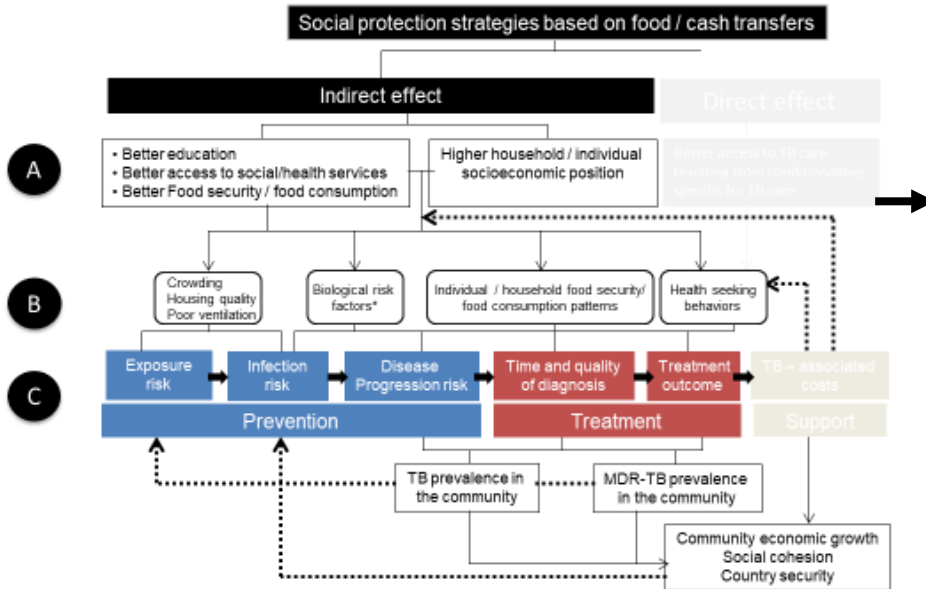 Social protection strategies based on food / cash transfers
Indirect effect
Direct effect
A
• Better education
• Better access to social/health services
• Better Food security / food consumption
Higher household / individual
socioeconomic position
Better access to TB care
resulting from conditionalities
specific for TB care
B
Crowding
Housing quality
Poor ventilation
Biological risk
factors*
Individual / household food security/
food consumption patterns
Health seeking
behaviors
C
Exposure
risk
Infection
risk
Disease
Progression risk
Time and quality
of diagnosis
Treatment
outcome
TB – associated
costs
Prevention
Treatment
Support
TB prevalence in
the community
MDR-TB prevalence
in the community
Community economic growth
Social cohesion
Country security